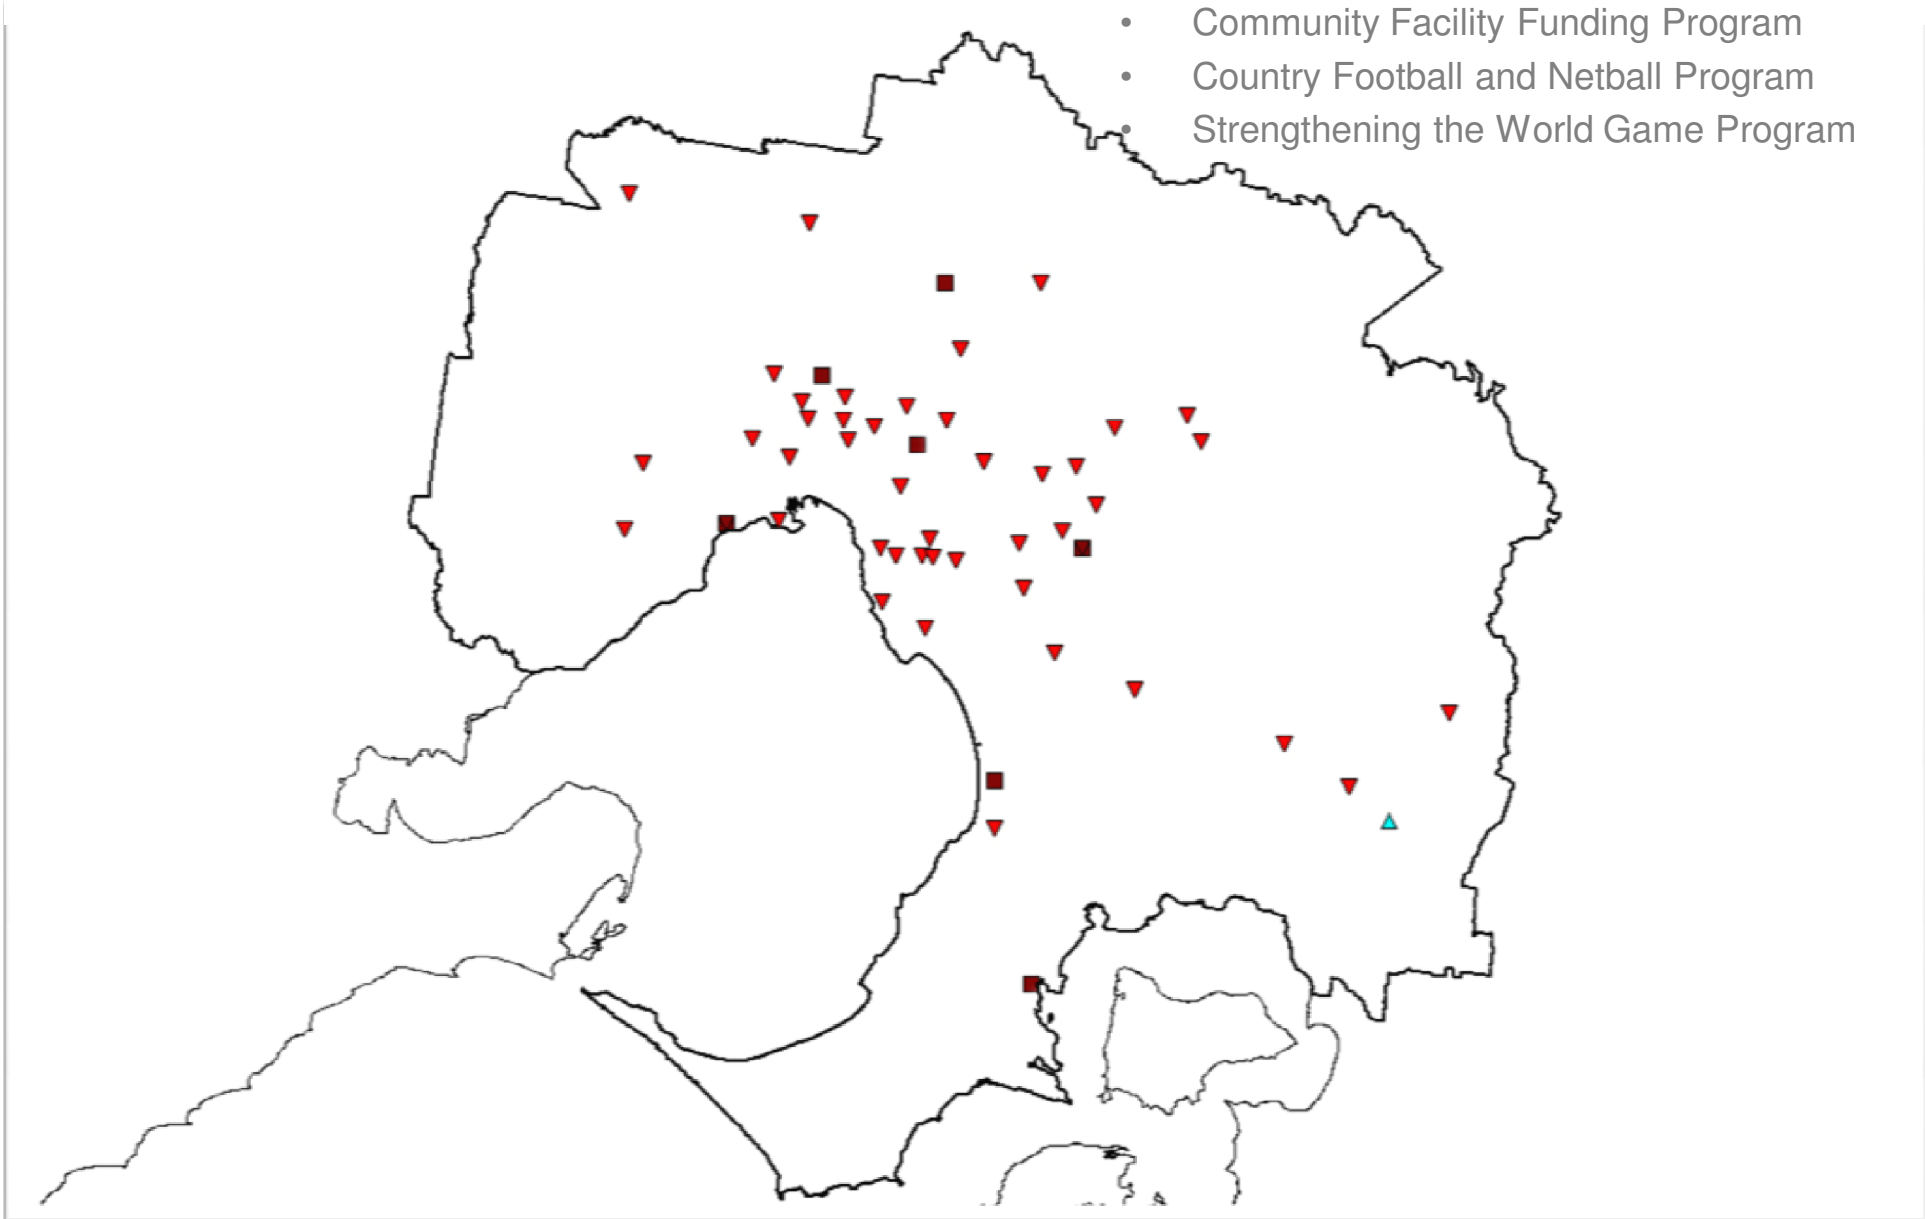 • Community Facility Funding Program
• Country Football and Netball Program
• Strengthening the World Game Program